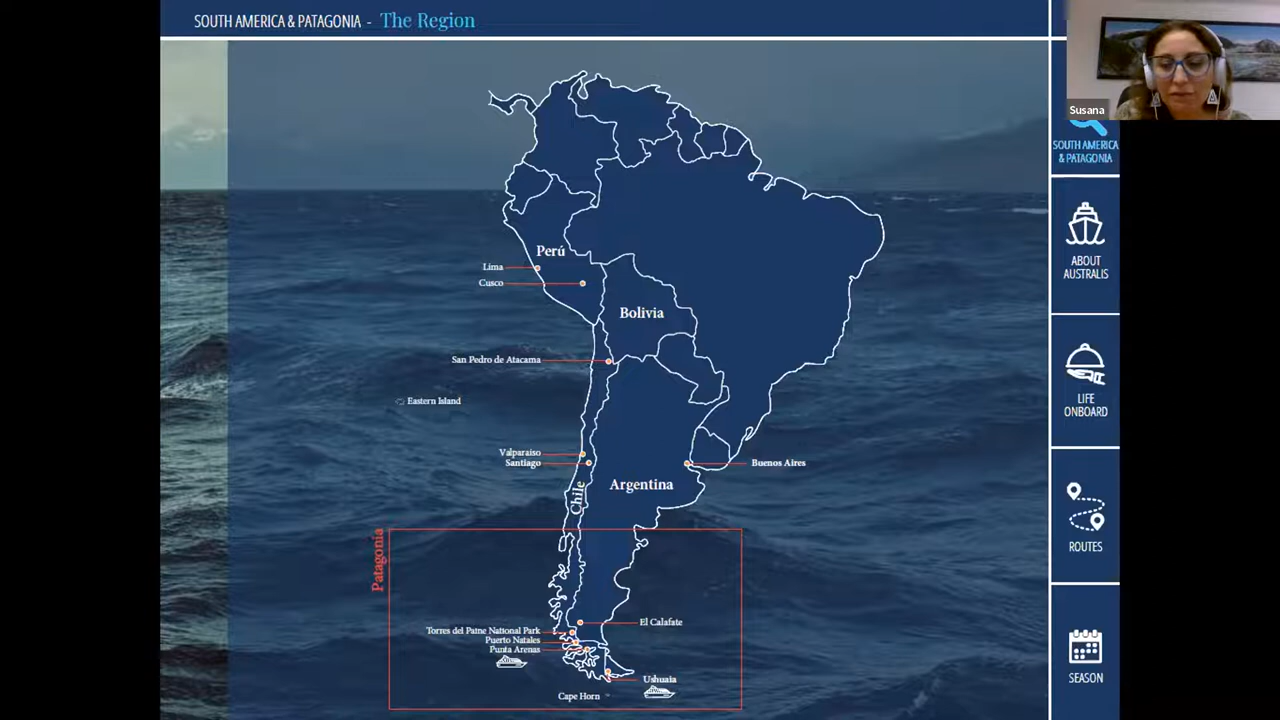 SOUTH AMERICA & PATAGONIA - The Region
Susana
SOUTH AMERICA
& PATAGONIA
ABOUT
AUSTRALIS
LIFE
ONBOARD
ROUTES
SEASON
Perú
Lima
Cusco
Bolivia
San Pedro de Atacama
Eastern Island
Valparaiso
Santiago
Buenos Aires
Argentina
Chile
Patagonia
El Calafate
Torres del Paine National Park
Puerto Natales
Punta Arenas
Ushuaia
Cape Horn